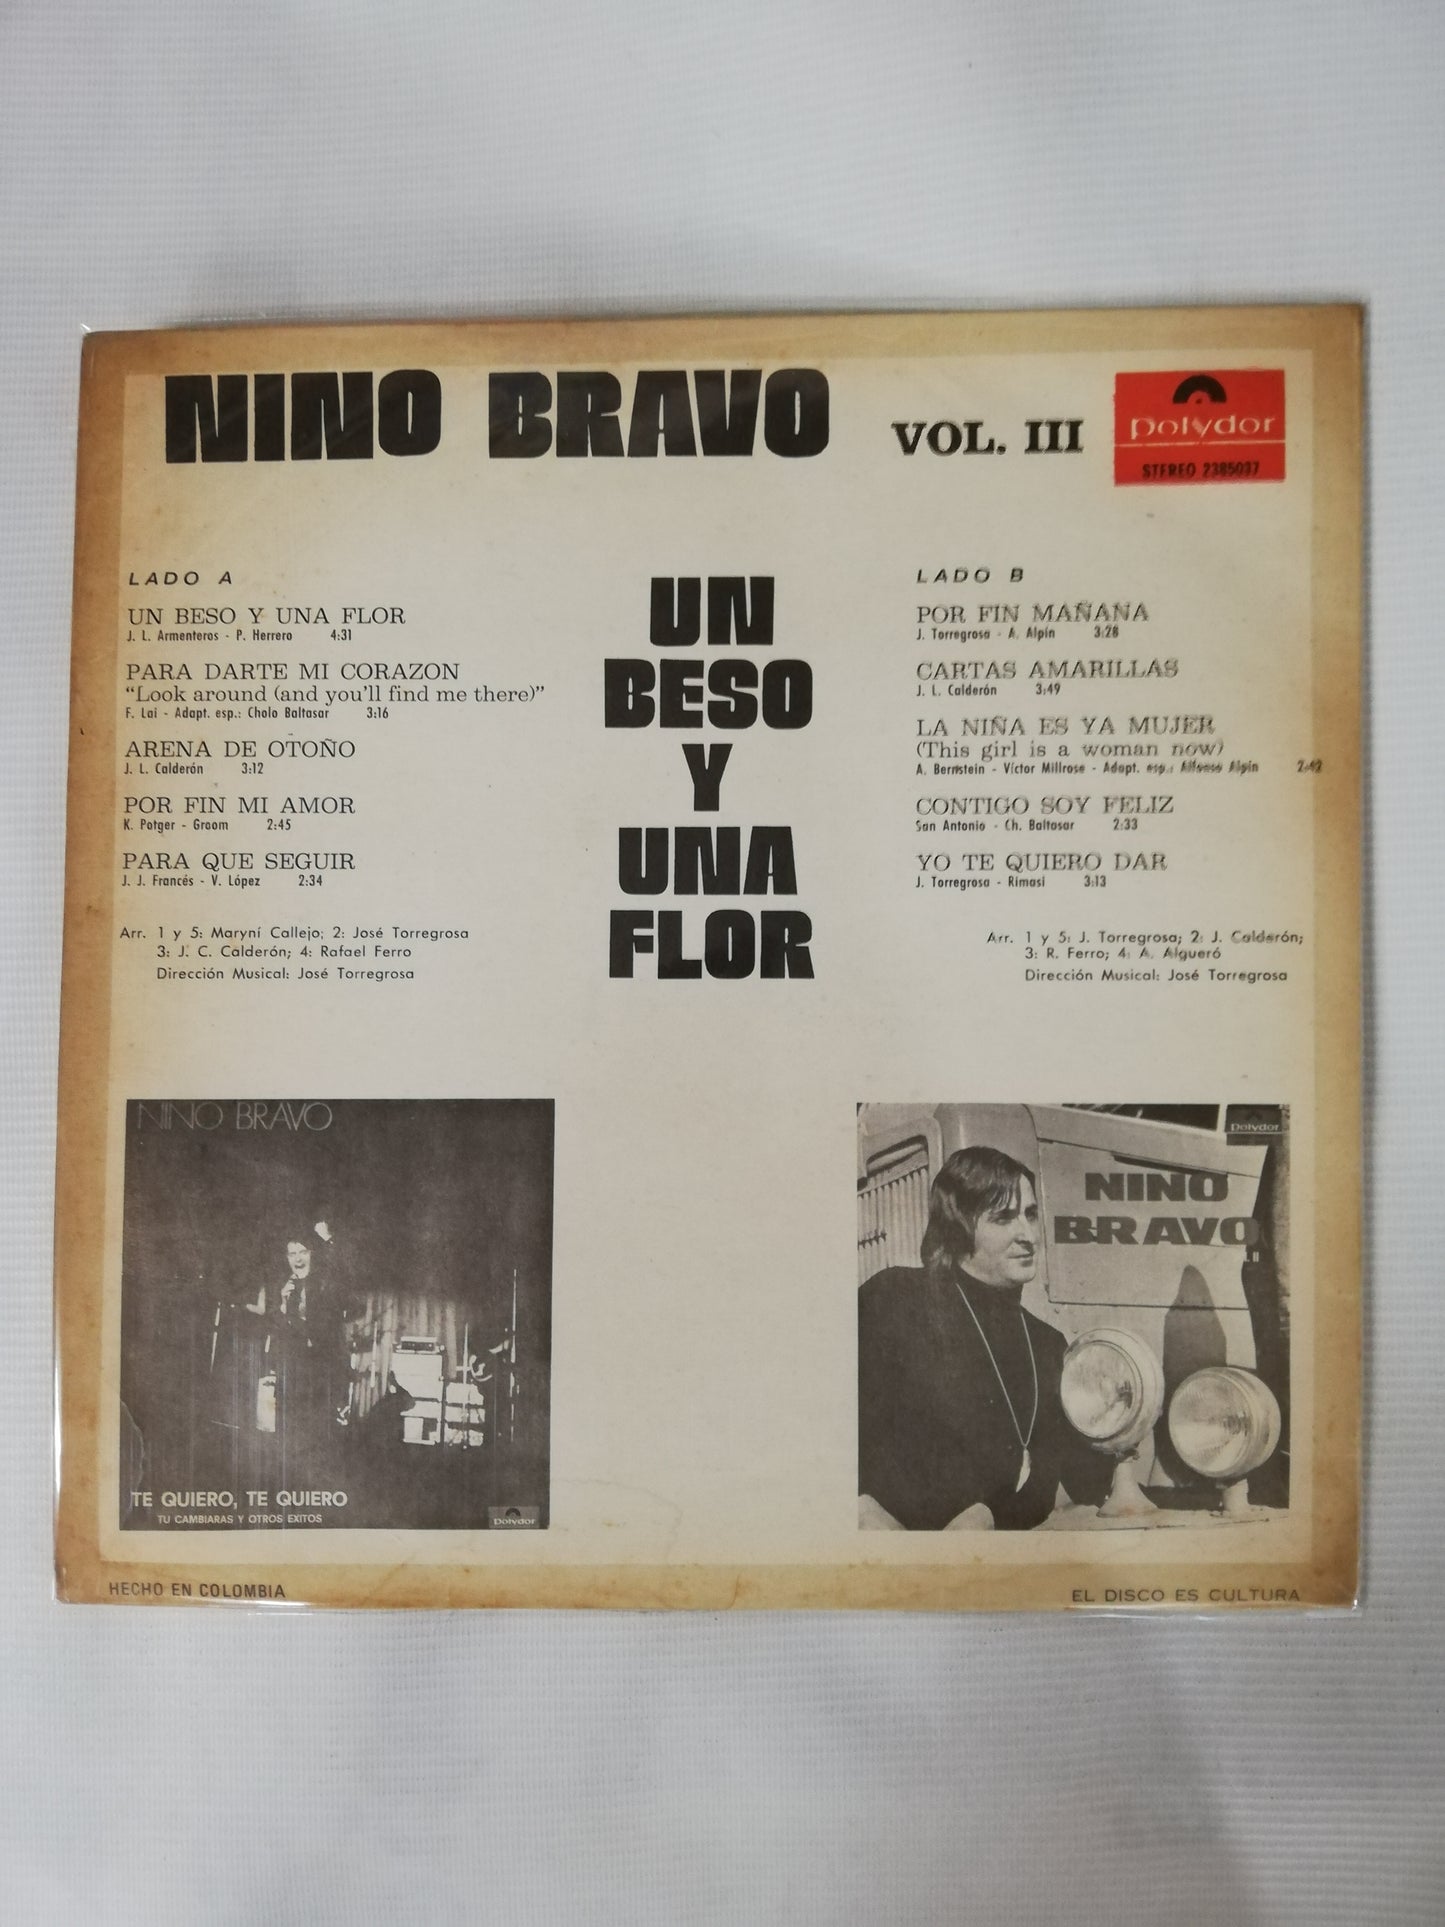 NINO BRAVO VOL. III
polydor
STEREO 2385037
LADO A
UN BESO Y UNA FLOR
J. L. Armenteros - P. Herrero 4:31
PARA DARTE MI CORAZON
“Look around (and you'll find me there)”
F. Lai - Adapt. esp.: Cholo Baltasar 3:16
ARENA DE OTOÑO
J. L. Calderón 3:12
POR FIN MI AMOR
K. Potger - Groom 2:45
PARA QUE SEGUIR
J. J. Francés - V. López 2:34
Arr. 1 y 5: Maryní Callejo; 2: José Torregrosa
3: J. C. Calderón; 4: Rafael Ferro
Dirección Musical: José Torregrosa
UN
BESO
Y
UNA
FLOR
LADO B
POR FIN MAÑANA
J. Torregrosa - A. Alpin 3:28
CARTAS AMARILLAS
J. L. Calderón 3:49
LA NIÑA ES YA MUJER
(This girl is a woman now)
A. Bernstein - Víctor Millrose - Adapt. esp.: Alfonso Alpin 2:42
CONTIGO SOY FELIZ
San Antonio - Ch. Baltasar 2:33
YO TE QUIERO DAR
J. Torregrosa - Rimasi 3:13
Arr. 1 y 5: J. Torregrosa; 2: J. Calderón;
3: R. Ferro; 4: A. Algueró
Dirección Musical: José Torregrosa
NINO BRAVO
TE QUIERO, TE QUIERO
TU CAMBIARAS Y OTROS EXITOS
Polydor
Polydor
NINO
BRAVO
II
HECHO EN COLOMBIA
EL DISCO ES CULTURA